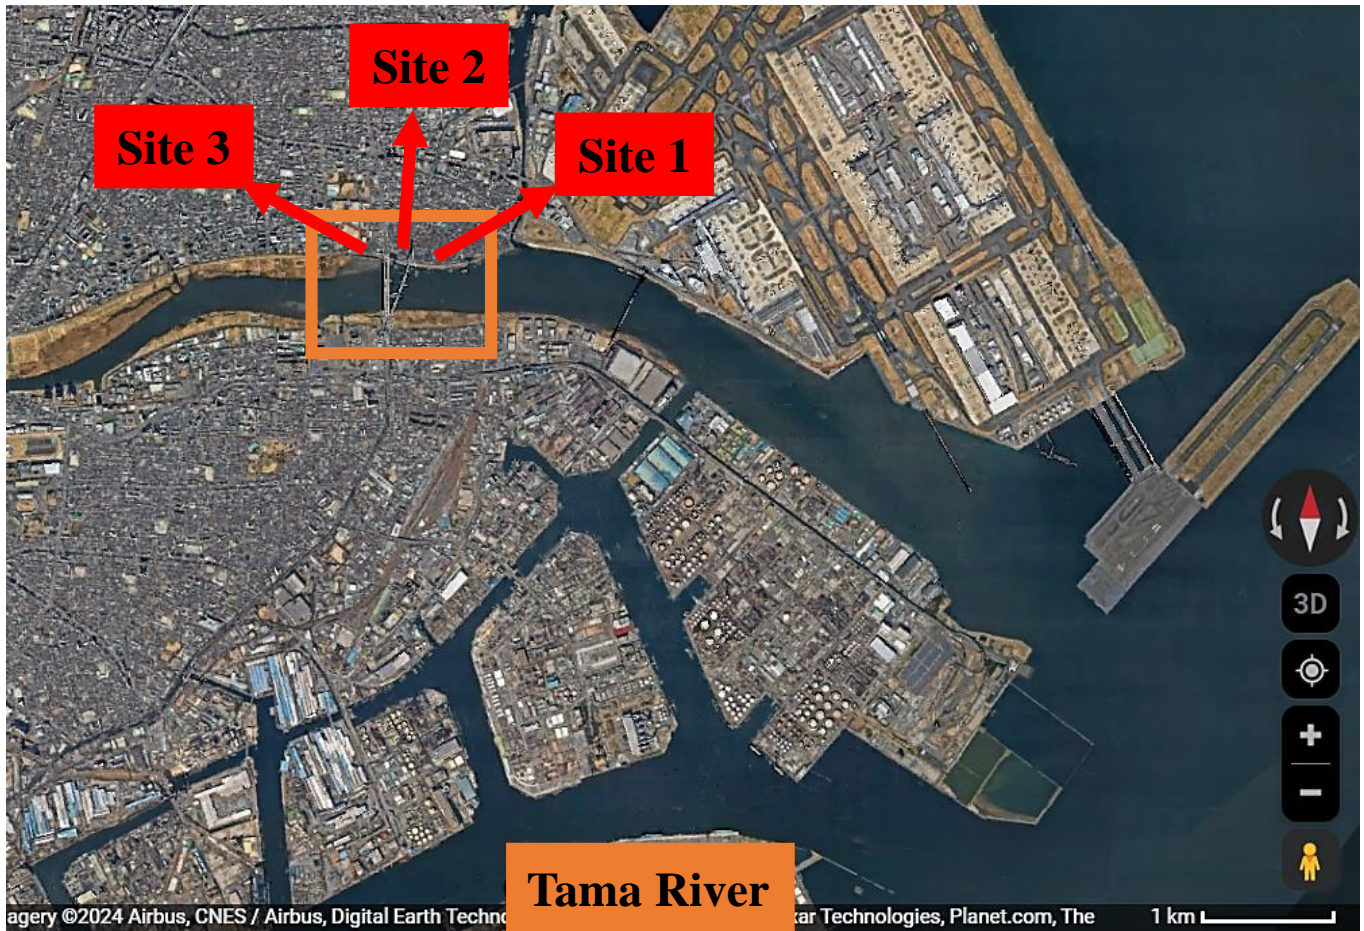 Site 2
Site 3
Site 1
3D
Tama River
agery ©2024 Airbus, CNES / Airbus, Digital Earth Techno
xar Technologies, Planet.com, The
1 km